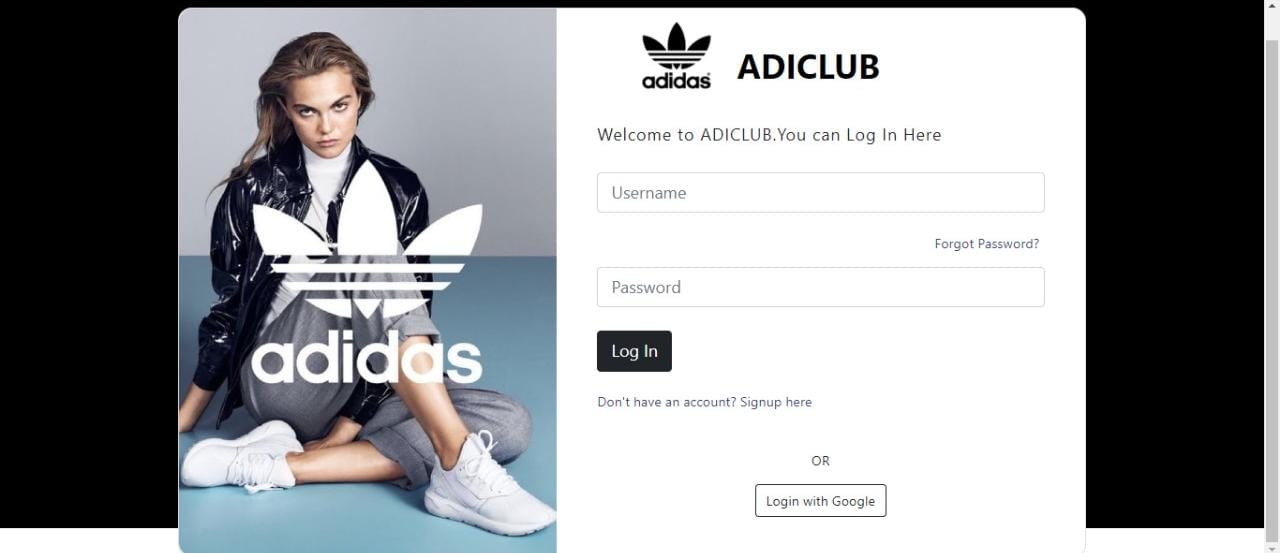 adidas
adidas
ADICLUB
Welcome to ADICLUB.You can Log In Here
Username
Forgot Password?
Password
Log In
Don't have an account? Signup here
OR
Login with Google